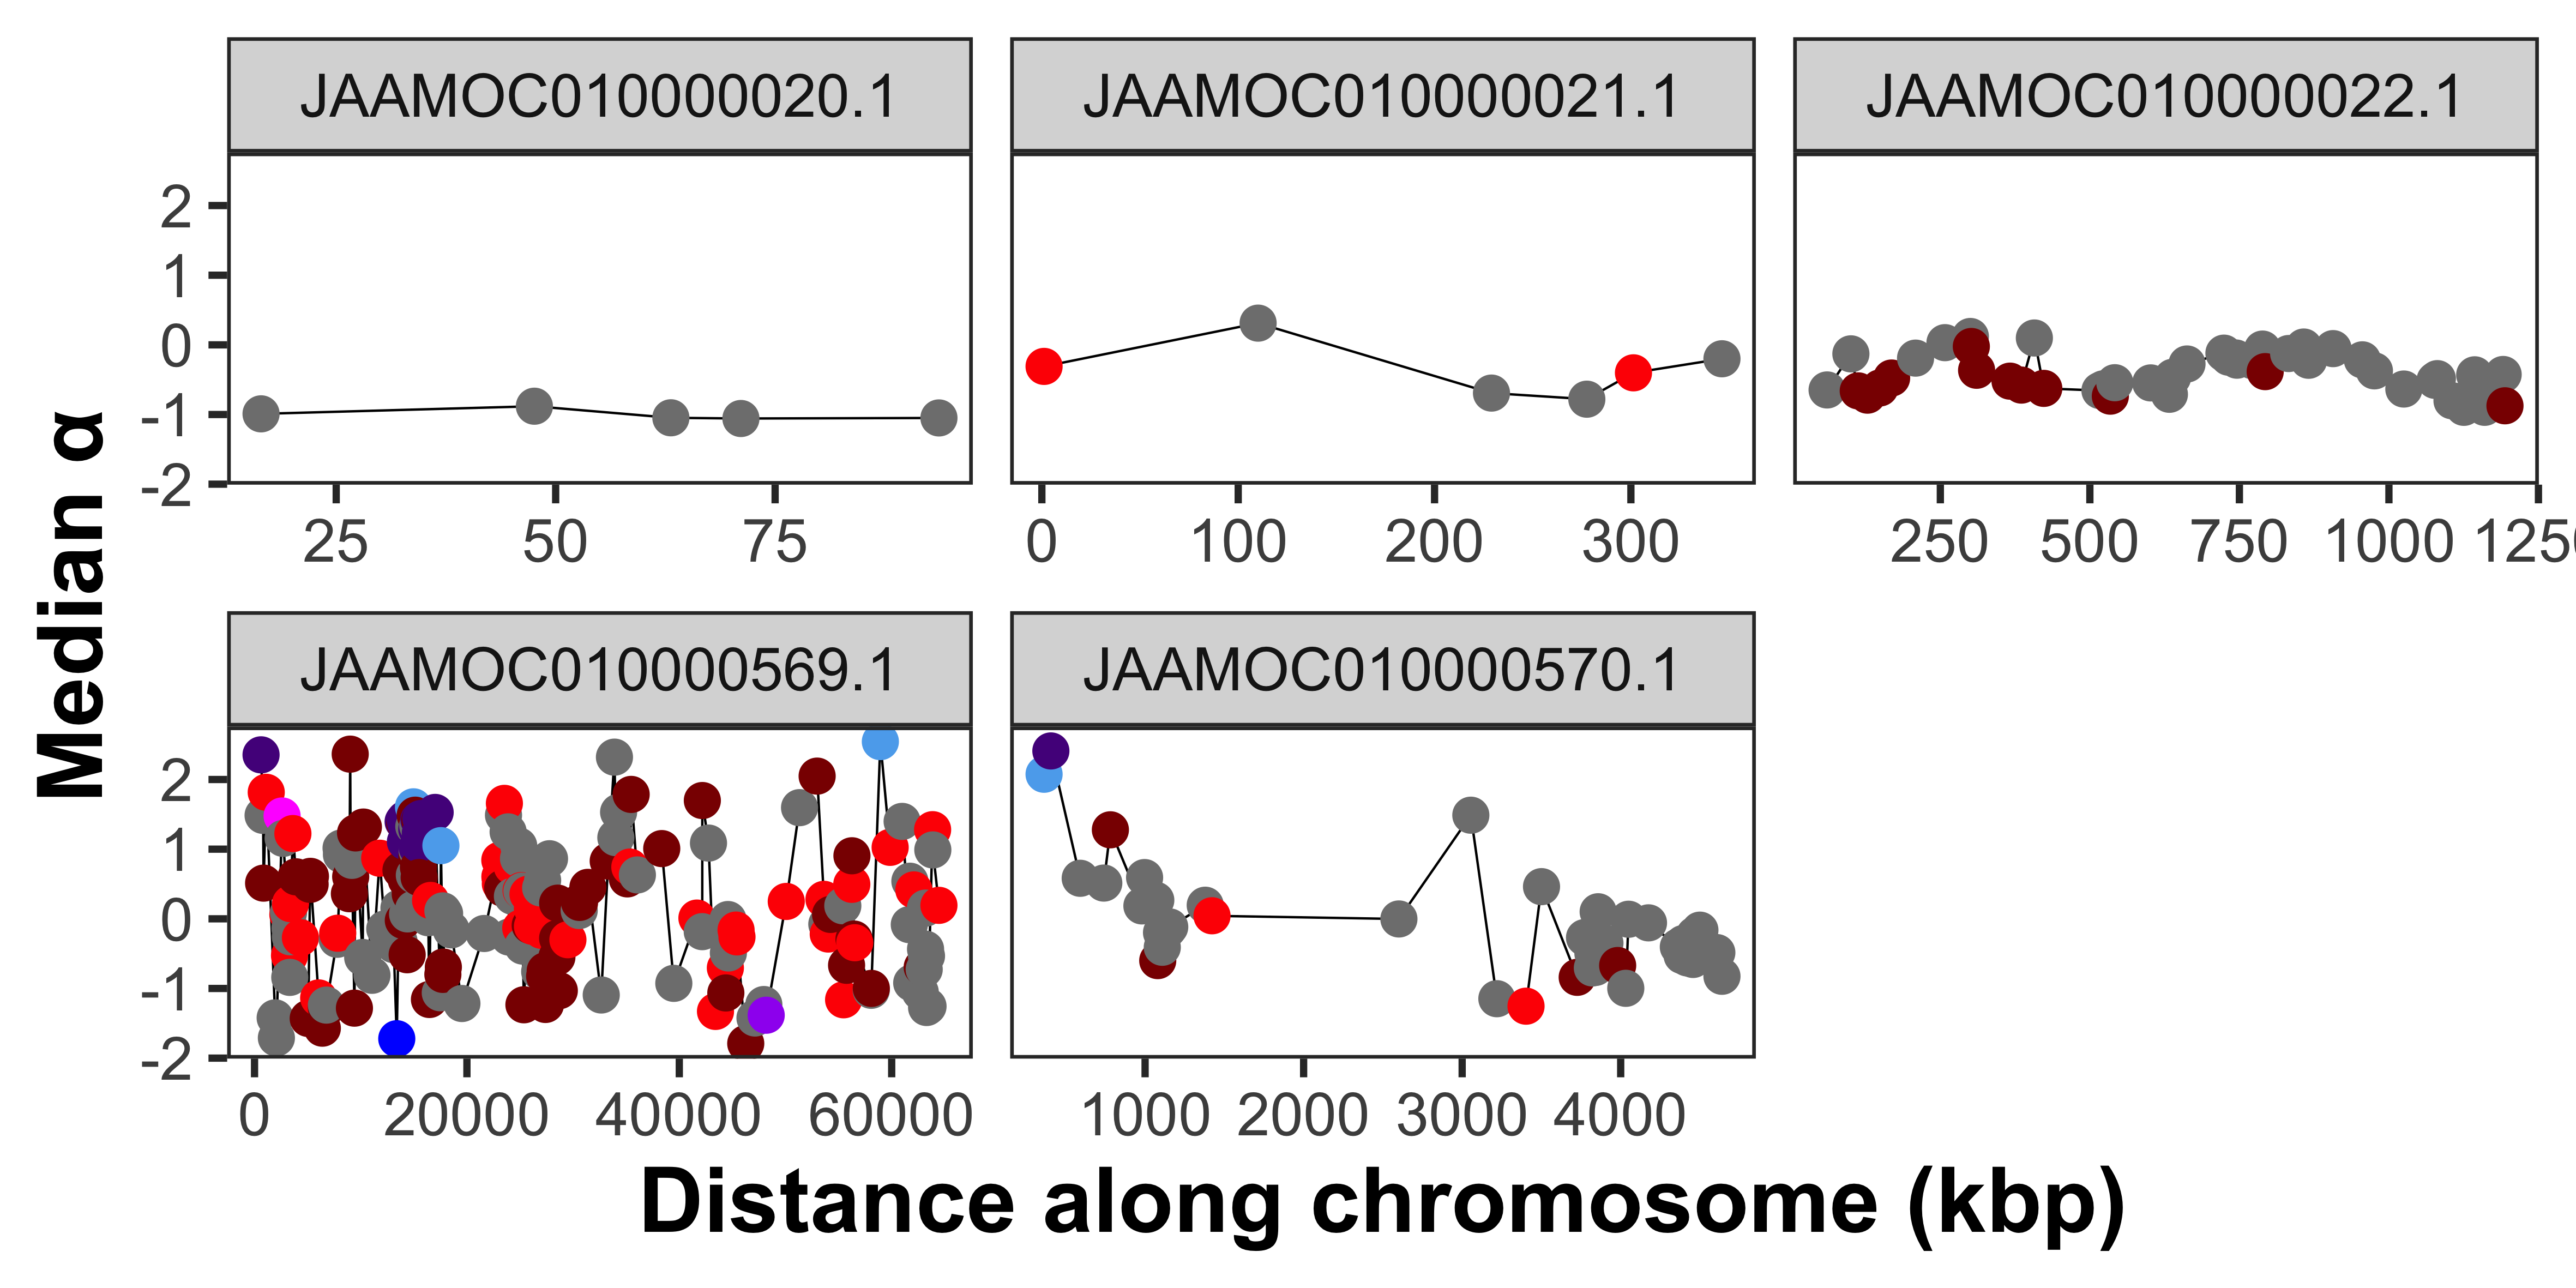 JAAMOC010000020.1 JAAMOC010000021.1 JAAMOC010000022.1
2
1
0
-1
-2
25 50 75 0 100 200 300 250 500 750 1000 125
JAAMOC010000569.1 JAAMOC010000570.1
2
1
0
-1
-2
0 20000 40000 60000 1000 2000 3000 4000
Median α
Distance along chromosome (kbp)